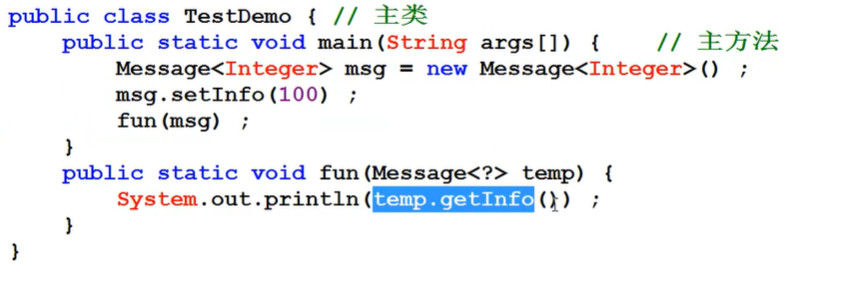 public class TestDemo { // 主类
public static void main(String args[]) { // 主方法
Message<Integer> msg = new Message<Integer>() ;
msg.setInfo(100) ;
fun(msg) ;
}
public static void fun(Message<?> temp) {
System.out.println(temp.getInfo()) ;
}
}